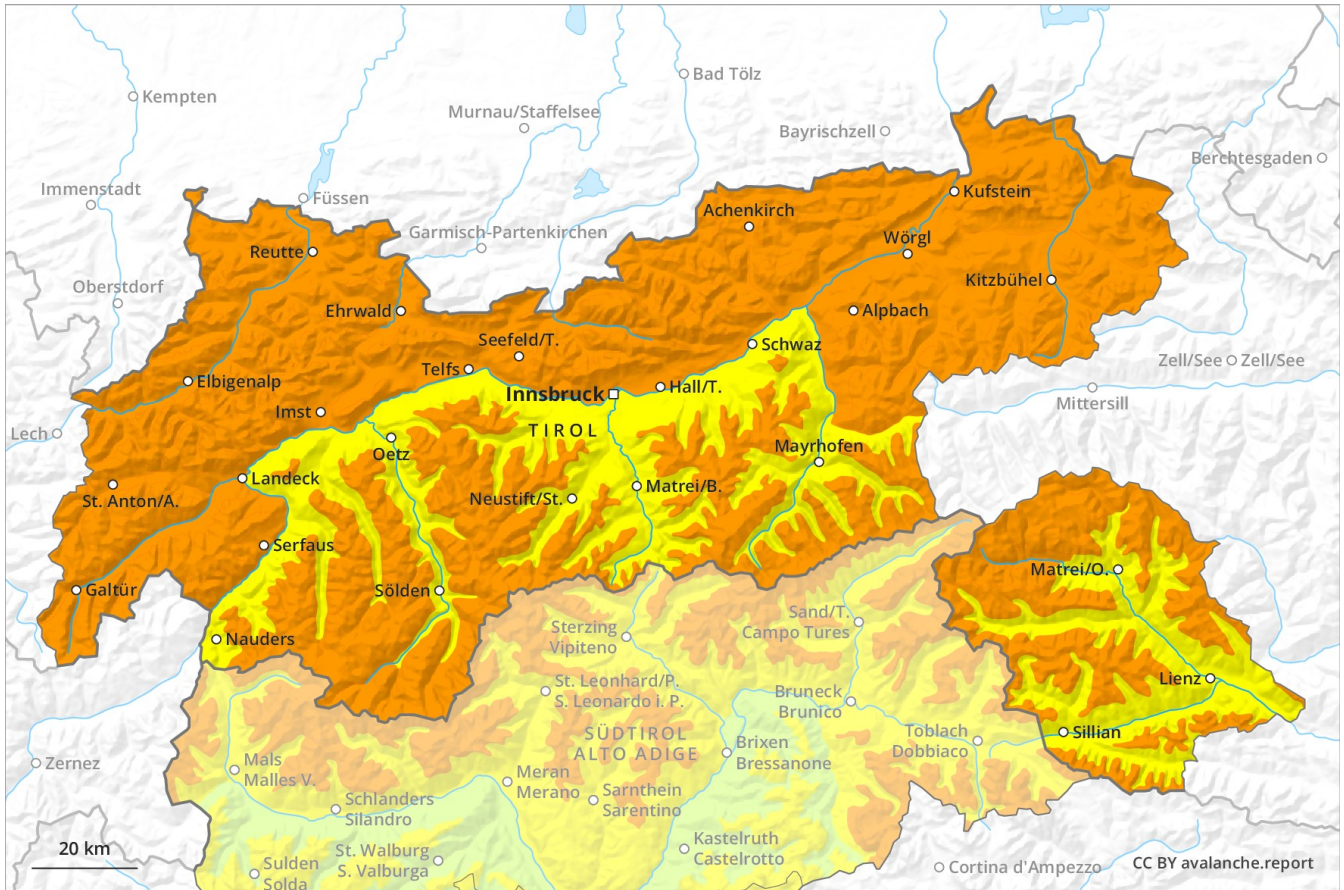 Kempten
Bad Tölz
Murnau/Staffelsee
Bayrischzell
Berchtesgaden
Immenstadt
Füssen
Kufstein
Achenkirch
Garmisch-Partenkirchen
Wörgl
Reutte
Kitzbühel
Oberstdorf
Ehrwald
Alpbach
Seefeld/T.
Schwaz
Zell/See
Zell/See
Telfs
Elbigenalp
Innsbruck
Hall/T.
Mittersill
Imst
Lech
TIROL
Oetz
Mayrhofen
Landeck
St. Anton/A.
Neustift/St.
Matrei/B.
Serfaus
Matrei/O.
Galtür
Sölden
Sand/T.
Campo Tures
Nauders
Sterzing
Vipiteno
St. Leonhard/P.
S. Leonardo i. P.
Bruneck
Brunico
Lienz
SÜDTIROL
ALTO ADIGE
Toblach
Dobbiaco
Sillian
Brixen
Bressanone
Mals
Malles V.
Zernez
Meran
Merano
Sarnthein
Sarentino
Schlanders
Silandro
Kastelruth
Castelrotto
20 km
St. Walburg
S. Valburga
Sulden
Solda
Cortina d'Ampezzo
CC BY avalanche.report